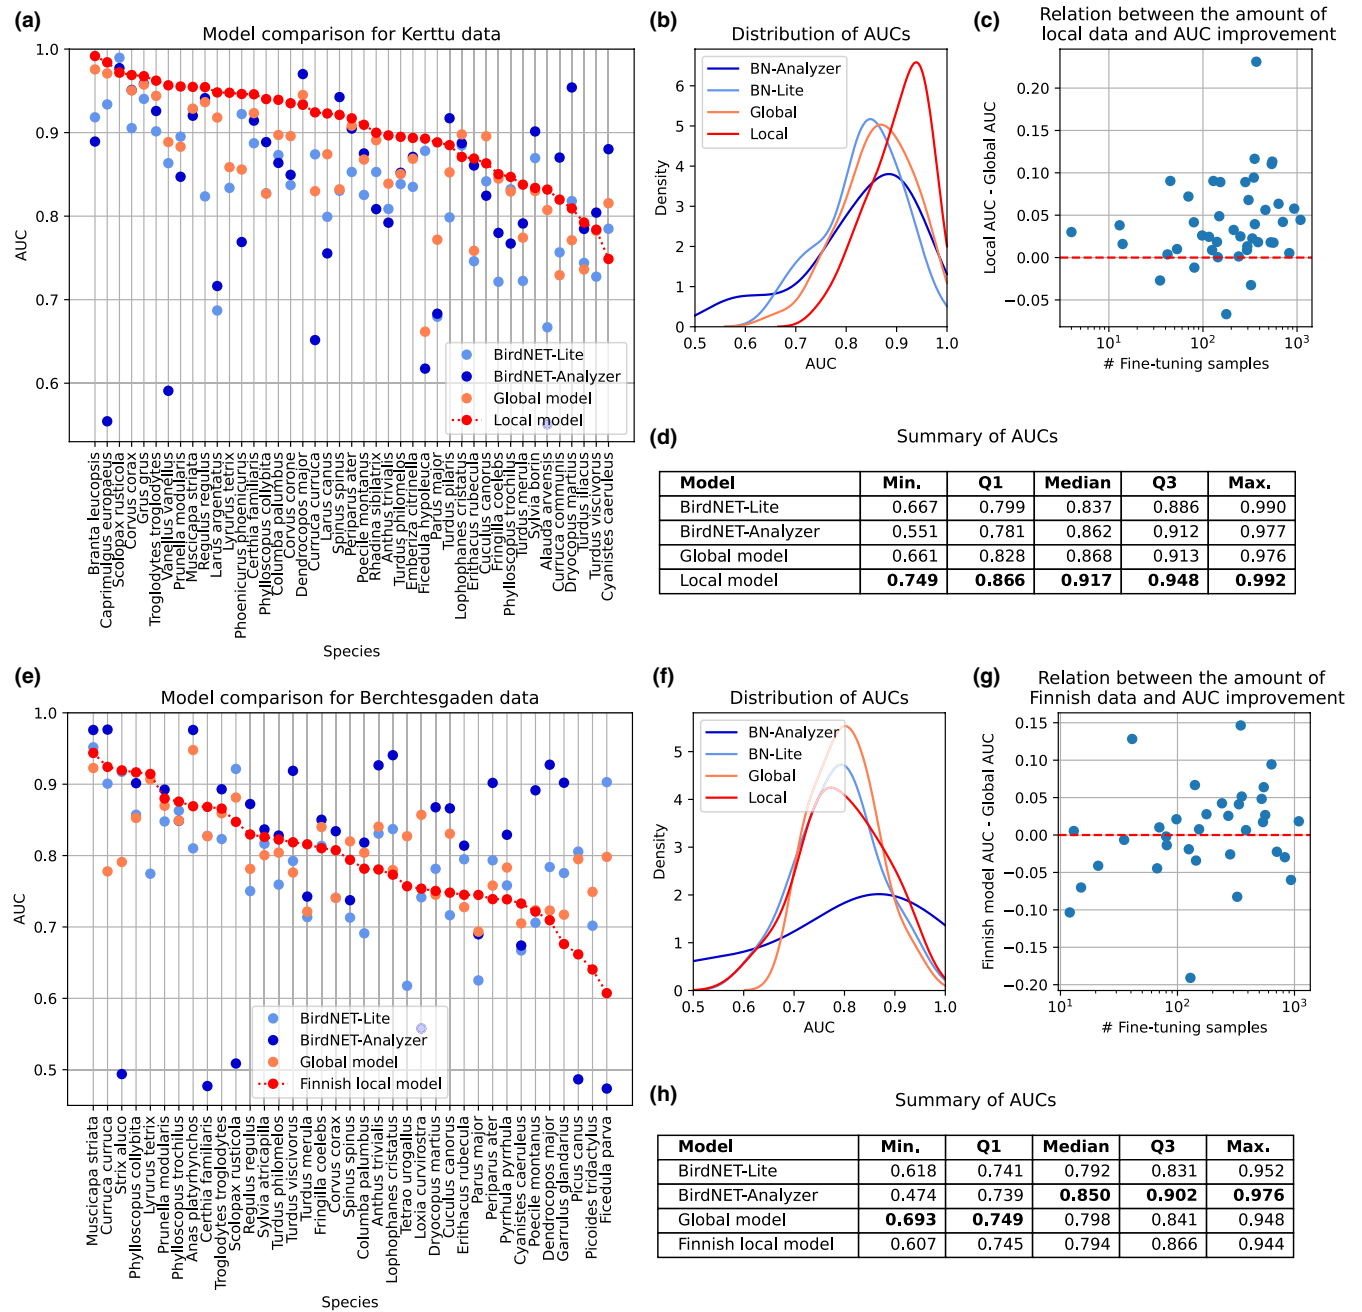 (a)
Model comparison for Kerttu data
AUC
1.0
0.9
0.8
0.7
0.6
BirdNET-Lite
BirdNET-Analyzer
Global model
Local model
Branta leucopsis
Caprimulgus europaeus
Scolopax rusticola
Corvus corax
Grus grus
Troglodytes troglodytes
Vanellus vanellus
Prunella modularis
Muscicapa striata
Regulus regulus
Larus argentatus
Lyrurus tetrix
Phoenicurus phoenicurus
Certhia familiaris
Phylloscopus collybita
Columba palumbus
Corvus corone
Dendrocopos major
Curruca curruca
Larus canus
Spinus spinus
Periparus ater
Poecile montanus
Rhadina sibilatrix
Anthus trivialis
Turdus philomelos
Emberiza citrinella
Ficedula hypoleuca
Parus major
Turdus pilaris
Lophophanes cristatus
Erithacus rubecula
Cuculus canorus
Fringilla coelebs
Phylloscopus trochilus
Turdus merula
Sylvia borin
Alauda arvensis
Curruca communis
Dryocopus martius
Turdus iliacus
Turdus viscivorus
Cyanistes caeruleus
Species
(b)
Distribution of AUCs
Density
6
5
4
3
2
1
0
BN-Analyzer
BN-Lite
Global
Local
0.5 0.6 0.7 0.8 0.9 1.0
AUC
(c)
Relation between the amount of
local data and AUC improvement
Local AUC - Global AUC
0.20
0.15
0.10
0.05
0.00
−0.05
10¹ 10² 10³
# Fine-tuning samples
(d)
Summary of AUCs
Model Min. Q1 Median Q3 Max.
BirdNET-Lite 0.667 0.799 0.837 0.886 0.990
BirdNET-Analyzer 0.551 0.781 0.862 0.912 0.977
Global model 0.661 0.828 0.868 0.913 0.976
Local model 0.749 0.866 0.917 0.948 0.992
(e)
Model comparison for Berchtesgaden data
AUC
1.0
0.9
0.8
0.7
0.6
0.5
BirdNET-Lite
BirdNET-Analyzer
Global model
Finnish local model
Muscicapa striata
Curruca curruca
Strix aluco
Phylloscopus collybita
Lyrurus tetrix
Prunella modularis
Phylloscopus trochilus
Anas platyrhynchos
Certhia familiaris
Troglodytes troglodytes
Scolopax rusticola
Regulus regulus
Sylvia atricapilla
Turdus philomelos
Turdus viscivorus
Turdus merula
Fringilla coelebs
Corvus corax
Spinus spinus
Columba palumbus
Anthus trivialis
Lophophanes cristatus
Tetrao urogallus
Loxia curvirostra
Dryocopus martius
Cuculus canorus
Erithacus rubecula
Parus major
Periparus ater
Pyrrhula pyrrhula
Cyanistes caeruleus
Poecile montanus
Dendrocopos major
Garrulus glandarius
Picus canus
Picoides tridactylus
Ficedula parva
Species
(f)
Distribution of AUCs
Density
5
4
3
2
1
0
BN-Analyzer
BN-Lite
Global
Local
0.5 0.6 0.7 0.8 0.9 1.0
AUC
(g)
Relation between the amount of
Finnish data and AUC improvement
Finnish model AUC - Global AUC
0.15
0.10
0.05
0.00
−0.05
−0.10
−0.15
−0.20
10¹ 10² 10³
# Fine-tuning samples
(h)
Summary of AUCs
Model Min. Q1 Median Q3 Max.
BirdNET-Lite 0.618 0.741 0.792 0.831 0.952
BirdNET-Analyzer 0.474 0.739 0.850 0.902 0.976
Global model 0.693 0.749 0.798 0.841 0.948
Finnish local model 0.607 0.745 0.794 0.866 0.944